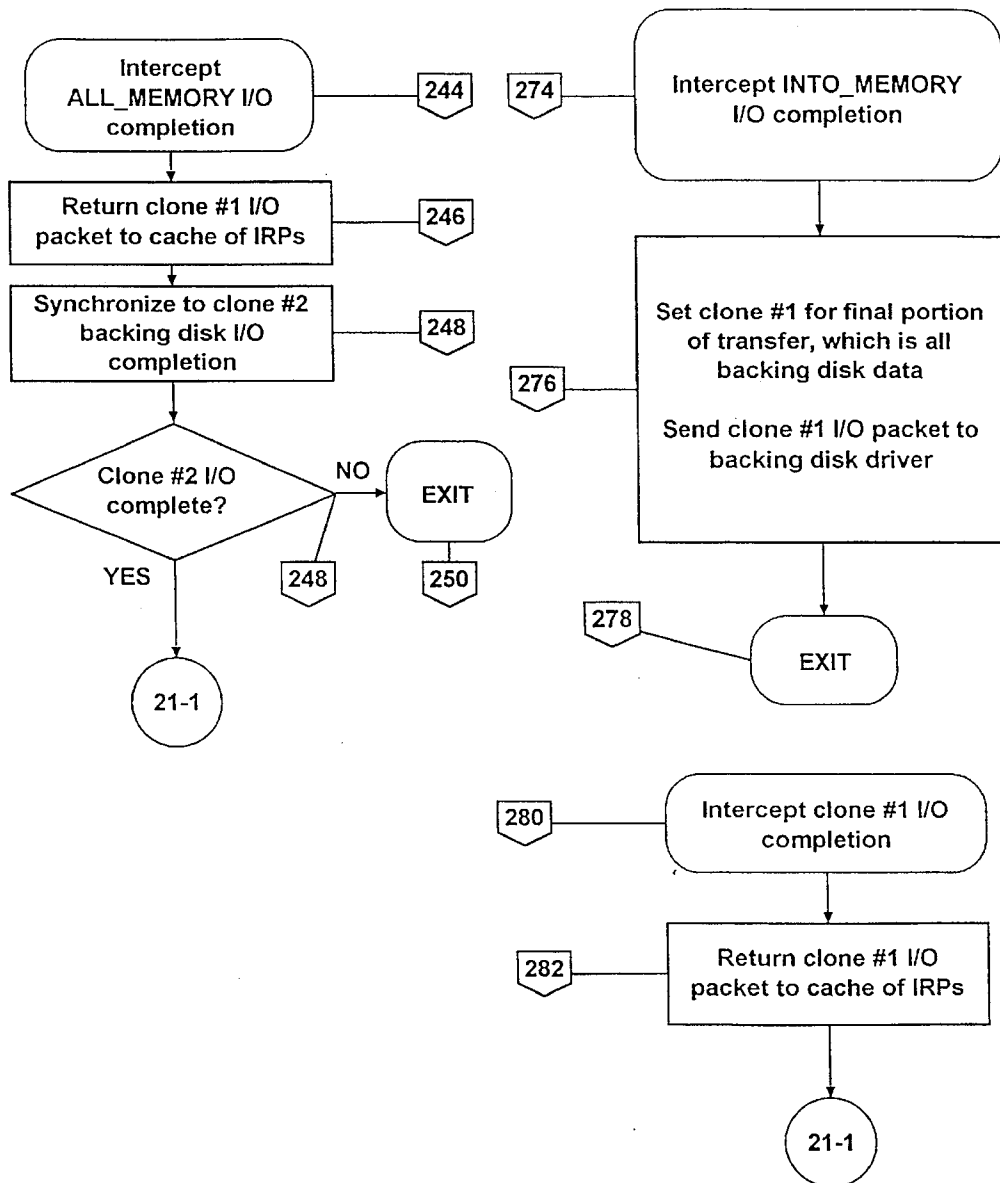 Intercept
ALL_MEMORY I/O
completion
244
Return clone #1 I/O
packet to cache of IRPs
246
Synchronize to clone #2
backing disk I/O
completion
248
Clone #2 I/O
complete?
NO
EXIT
YES
248
250
21-1
274
Intercept INTO_MEMORY
I/O completion
Set clone #1 for final portion
of transfer, which is all
backing disk data
276
Send clone #1 I/O packet to
backing disk driver
278
EXIT
280
Intercept clone #1 I/O
completion
282
Return clone #1 I/O
packet to cache of IRPs
21-1